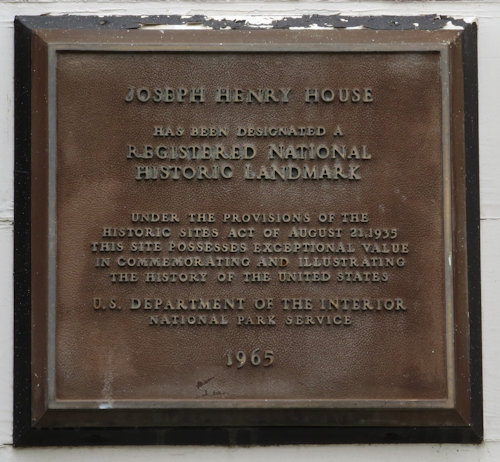 JOSEPH HENRY HOUSE
HAS BEEN DESIGNATED A
REGISTERED NATIONAL
HISTORIC LANDMARK
UNDER THE PROVISIONS OF THE
HISTORIC SITES ACT OF AUGUST 21,1935
THIS SITE POSSESSES EXCEPTIONAL VALUE
IN COMMEMORATING AND ILLUSTRATING
THE HISTORY OF THE UNITED STATES
U.S. DEPARTMENT OF THE INTERIOR
NATIONAL PARK SERVICE
1965